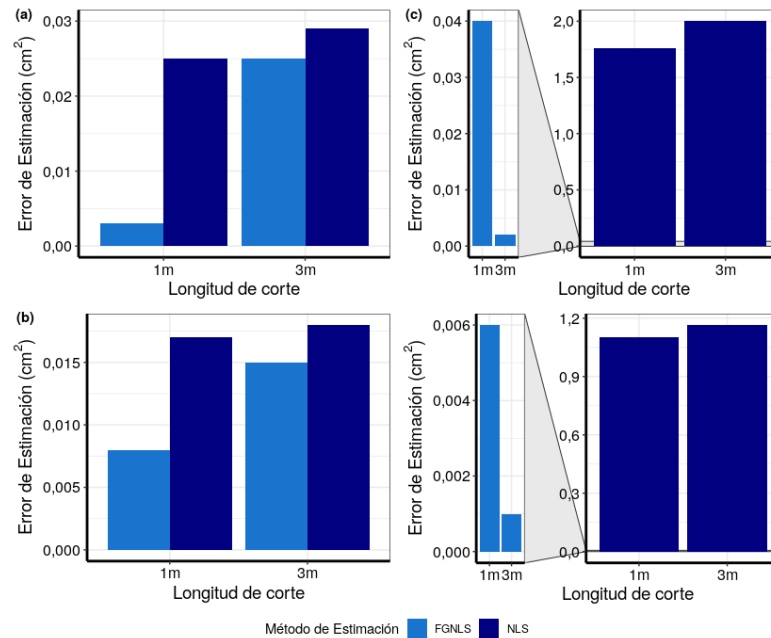 (a)
Error de Estimación (cm²)
0,03
0,02
0,01
0,00
1m
3m
Longitud de corte
(c)
Error de Estimación (cm²)
0,04
0,03
0,02
0,01
0,00
1m
3m
2,0
1,5
1,0
0,5
0,0
1m
3m
Longitud de corte
(b)
Error de Estimación (cm²)
0,015
0,010
0,005
0,000
1m
3m
Longitud de corte
Error de Estimación (cm²)
0,006
0,004
0,002
0,000
1m
3m
1,2
0,9
0,6
0,3
0,0
1m
3m
Longitud de corte
Método de Estimación
FGNLS
NLS